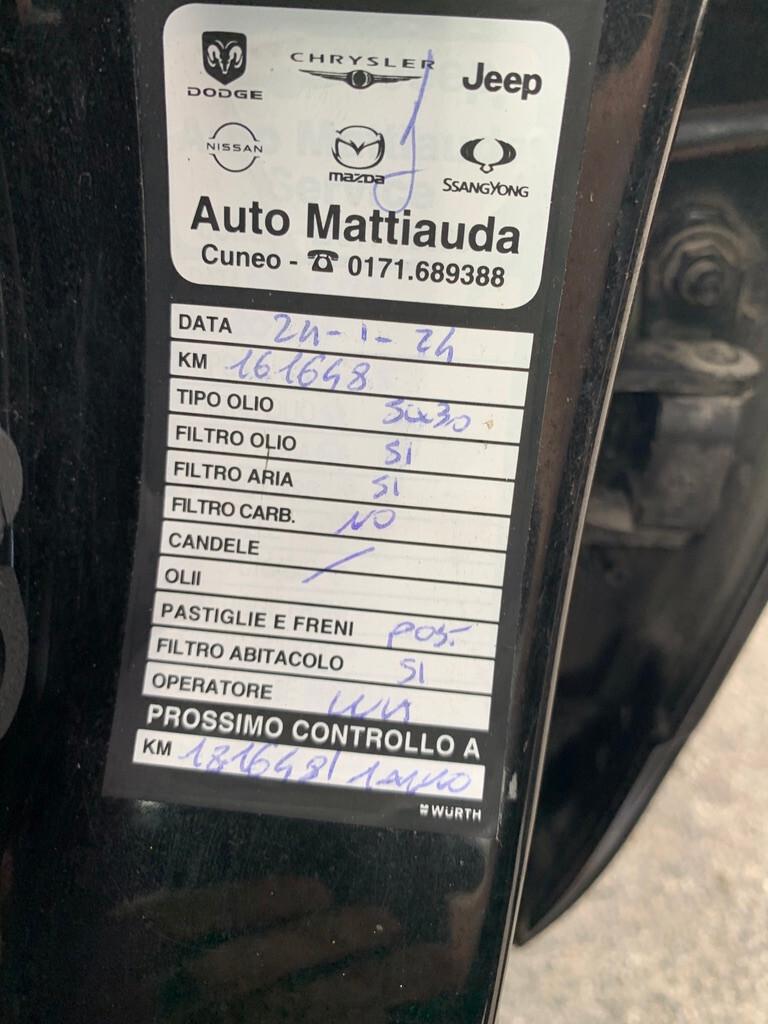 DODGE
CHRYSLER
Jeep
NISSAN
mazda
SSANGYONG
Auto Mattiauda
Cuneo - ☎ 0171.689388
DATA 24-1-24
KM 161648
TIPO OLIO 5W30
FILTRO OLIO SI
FILTRO ARIA SI
FILTRO CARB. NO
CANDELE /
OLII
PASTIGLIE E FRENI POS.
FILTRO ABITACOLO SI
OPERATORE
PROSSIMO CONTROLLO A
KM 181648/ 1 ANNO
WÜRTH